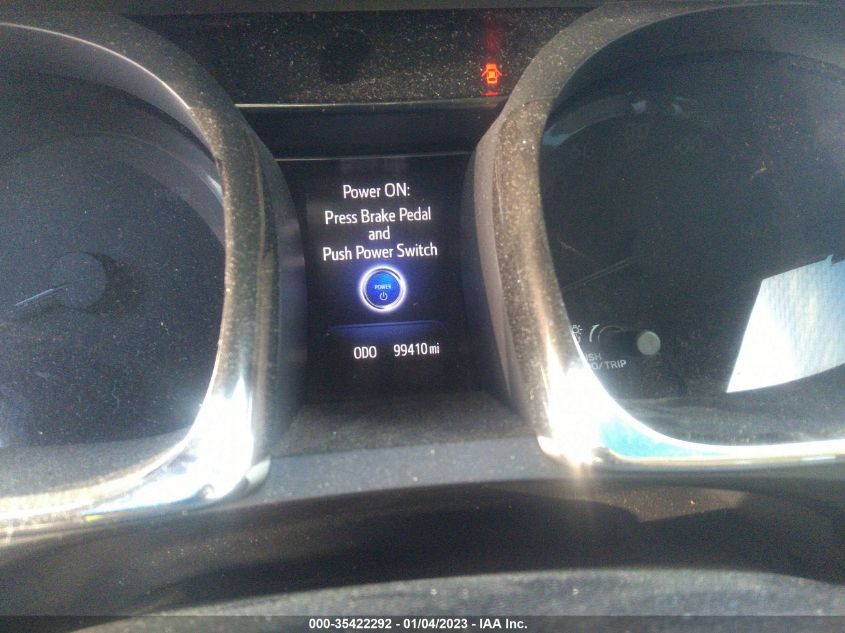 Power ON:
Press Brake Pedal
and
Push Power Switch
POWER
ODO 99410 mi
/TRIP
000-35422292 - 01/04/2023 - IAA Inc.